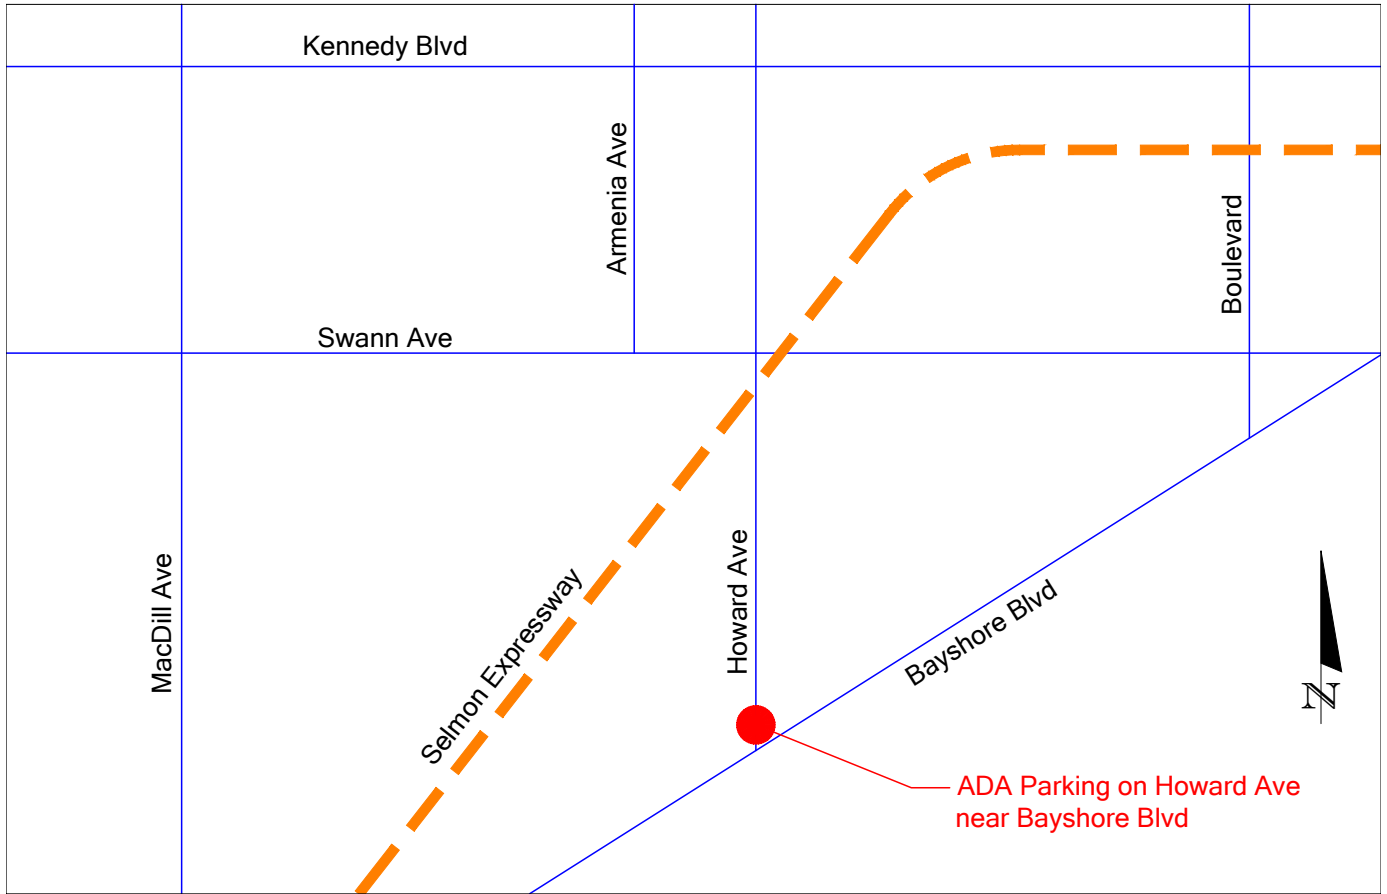 Kennedy Blvd
Armenia Ave
Boulevard
Swann Ave
MacDill Ave
Selmon Expressway
Howard Ave
Bayshore Blvd
N
ADA Parking on Howard Ave
near Bayshore Blvd